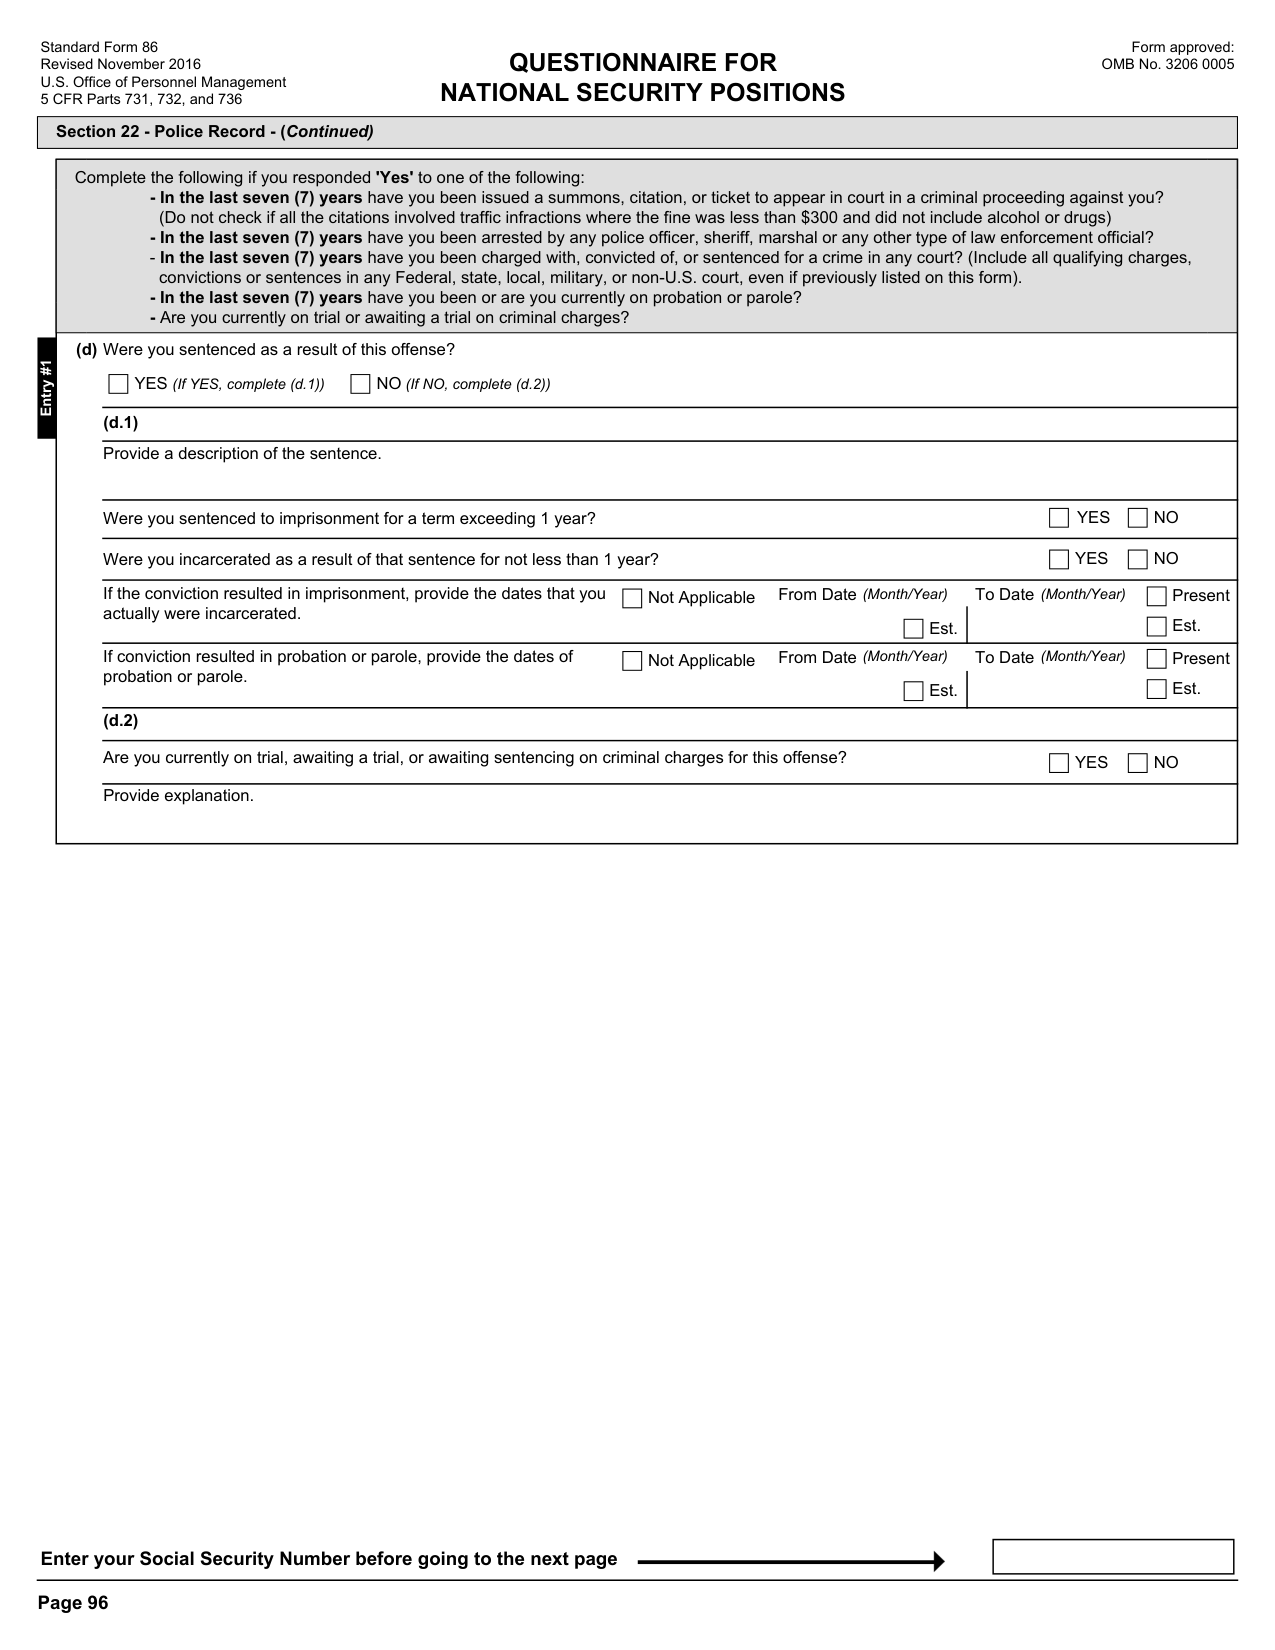 Standard Form 86
Revised November 2016
U.S. Office of Personnel Management
5 CFR Parts 731, 732, and 736
QUESTIONNAIRE FOR
NATIONAL SECURITY POSITIONS
Form approved:
OMB No. 3206 0005
Section 22 - Police Record - (Continued)
Complete the following if you responded 'Yes' to one of the following:
- In the last seven (7) years have you been issued a summons, citation, or ticket to appear in court in a criminal proceeding against you?
(Do not check if all the citations involved traffic infractions where the fine was less than $300 and did not include alcohol or drugs)
- In the last seven (7) years have you been arrested by any police officer, sheriff, marshal or any other type of law enforcement official?
- In the last seven (7) years have you been charged with, convicted of, or sentenced for a crime in any court? (Include all qualifying charges,
convictions or sentences in any Federal, state, local, military, or non-U.S. court, even if previously listed on this form).
- In the last seven (7) years have you been or are you currently on probation or parole?
- Are you currently on trial or awaiting a trial on criminal charges?
Entry #1
(d) Were you sentenced as a result of this offense?
YES (If YES, complete (d.1)) NO (If NO, complete (d.2))
(d.1)
Provide a description of the sentence.
Were you sentenced to imprisonment for a term exceeding 1 year? YES NO
Were you incarcerated as a result of that sentence for not less than 1 year? YES NO
If the conviction resulted in imprisonment, provide the dates that you Not Applicable From Date (Month/Year) To Date (Month/Year) Present
actually were incarcerated. Est. Est.
If conviction resulted in probation or parole, provide the dates of Not Applicable From Date (Month/Year) To Date (Month/Year) Present
probation or parole. Est. Est.
(d.2)
Are you currently on trial, awaiting a trial, or awaiting sentencing on criminal charges for this offense? YES NO
Provide explanation.
Enter your Social Security Number before going to the next page
Page 96